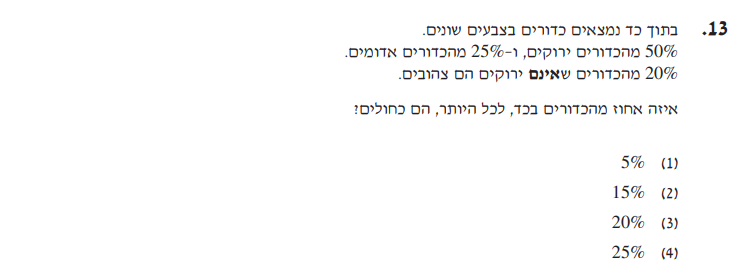 13. בתוך כד נמצאים כדורים בצבעים שונים.
50% מהכדורים ירוקים, ו-25% מהכדורים אדומים.
20% מהכדורים שאינם ירוקים הם צהובים.
איזה אחוז מהכדורים בכד, לכל היותר, הם כחולים?
(1) 5%
(2) 15%
(3) 20%
(4) 25%